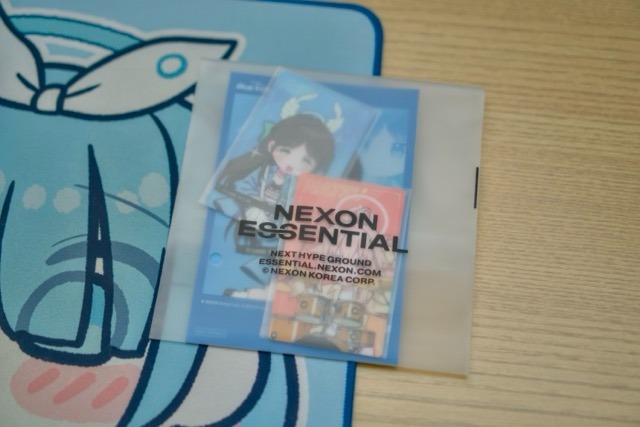 NEXON
ESSENTIAL
NEXT HYPE GROUND
ESSENTIAL.NEXON.COM
© NEXON KOREA CORP.